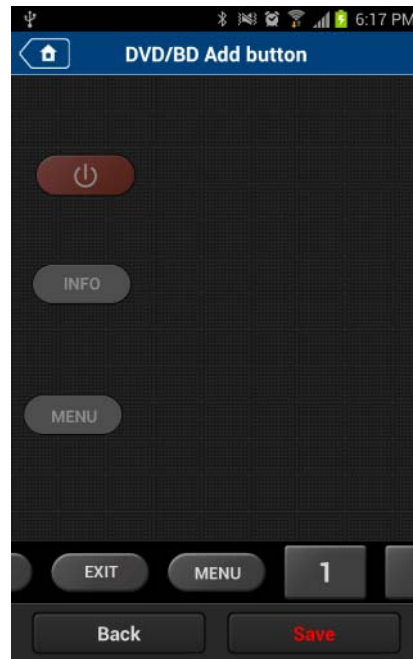 6:17 PM
DVD/BD Add button
INFO
MENU
EXIT MENU 1
Back Save